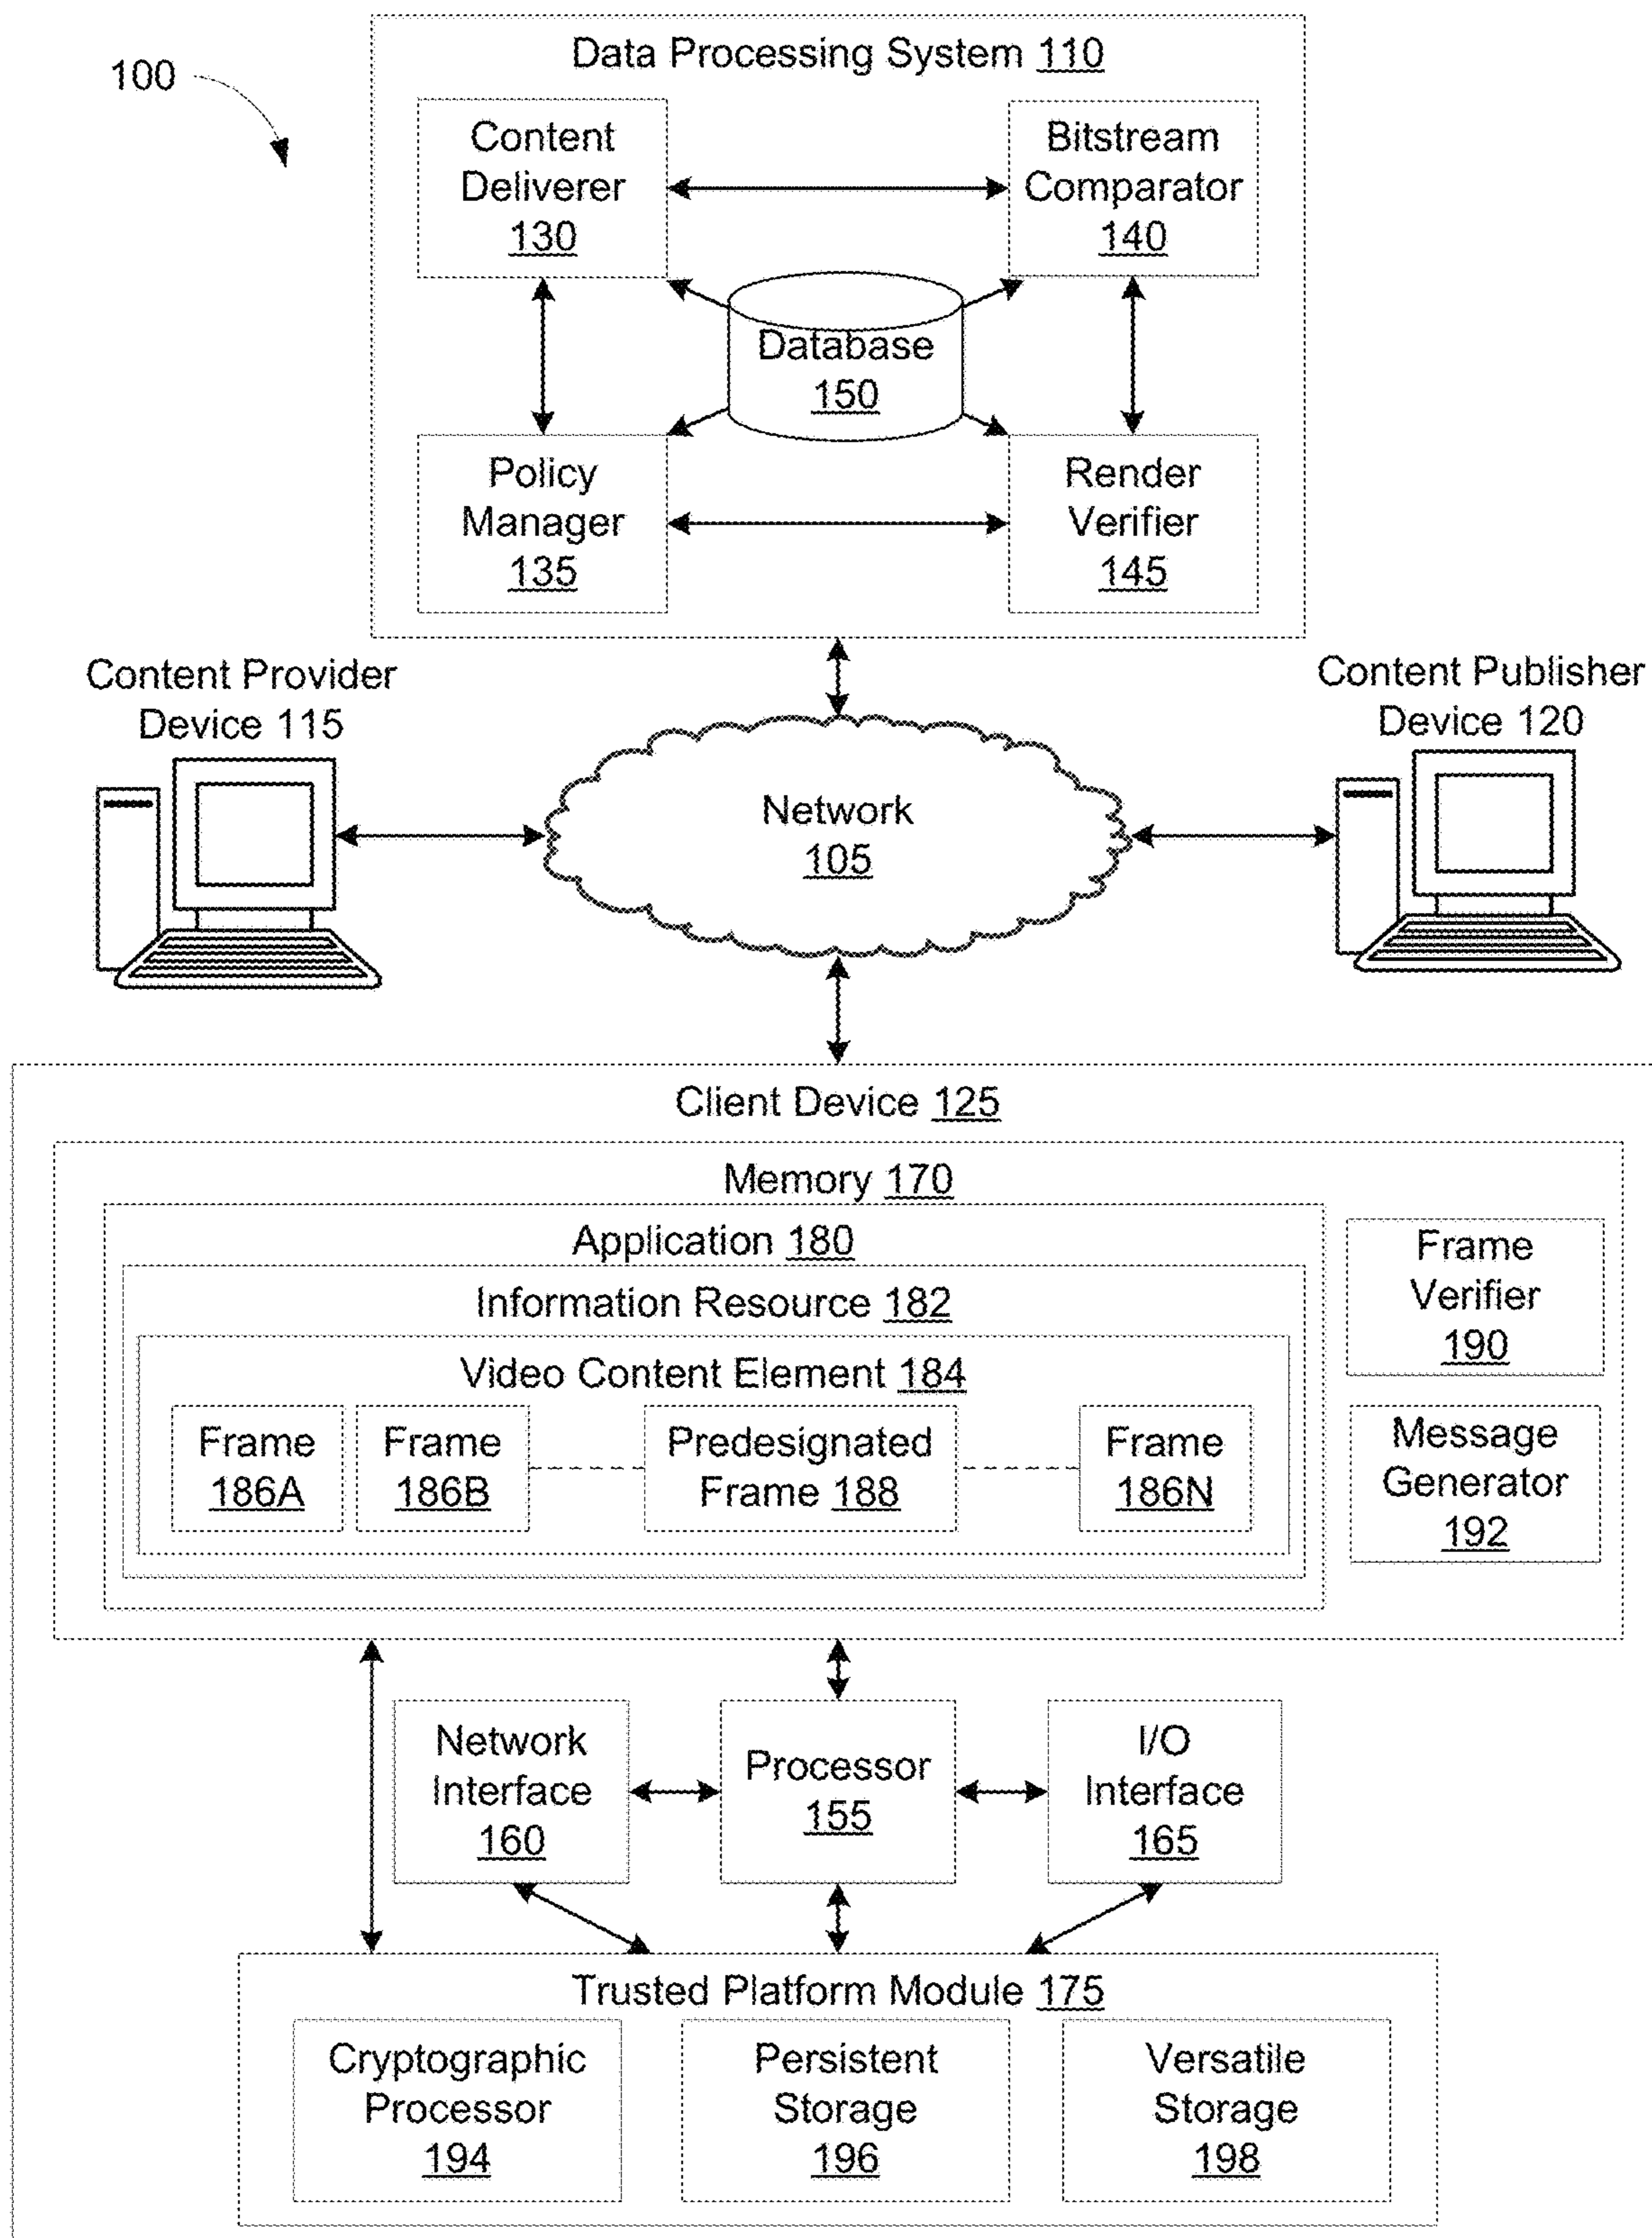 100
Data Processing System 110
Content
Deliverer
130
Bitstream
Comparator
140
Database
150
Policy
Manager
135
Render
Verifier
145
Content Provider
Device 115
Content Publisher
Device 120
Network
105
Client Device 125
Memory 170
Application 180
Information Resource 182
Video Content Element 184
Frame
186A
Frame
186B
Predesignated
Frame 188
Frame
186N
Frame
Verifier
190
Message
Generator
192
Network
Interface
160
Processor
155
I/O
Interface
165
Trusted Platform Module 175
Cryptographic
Processor
194
Persistent
Storage
196
Versatile
Storage
198